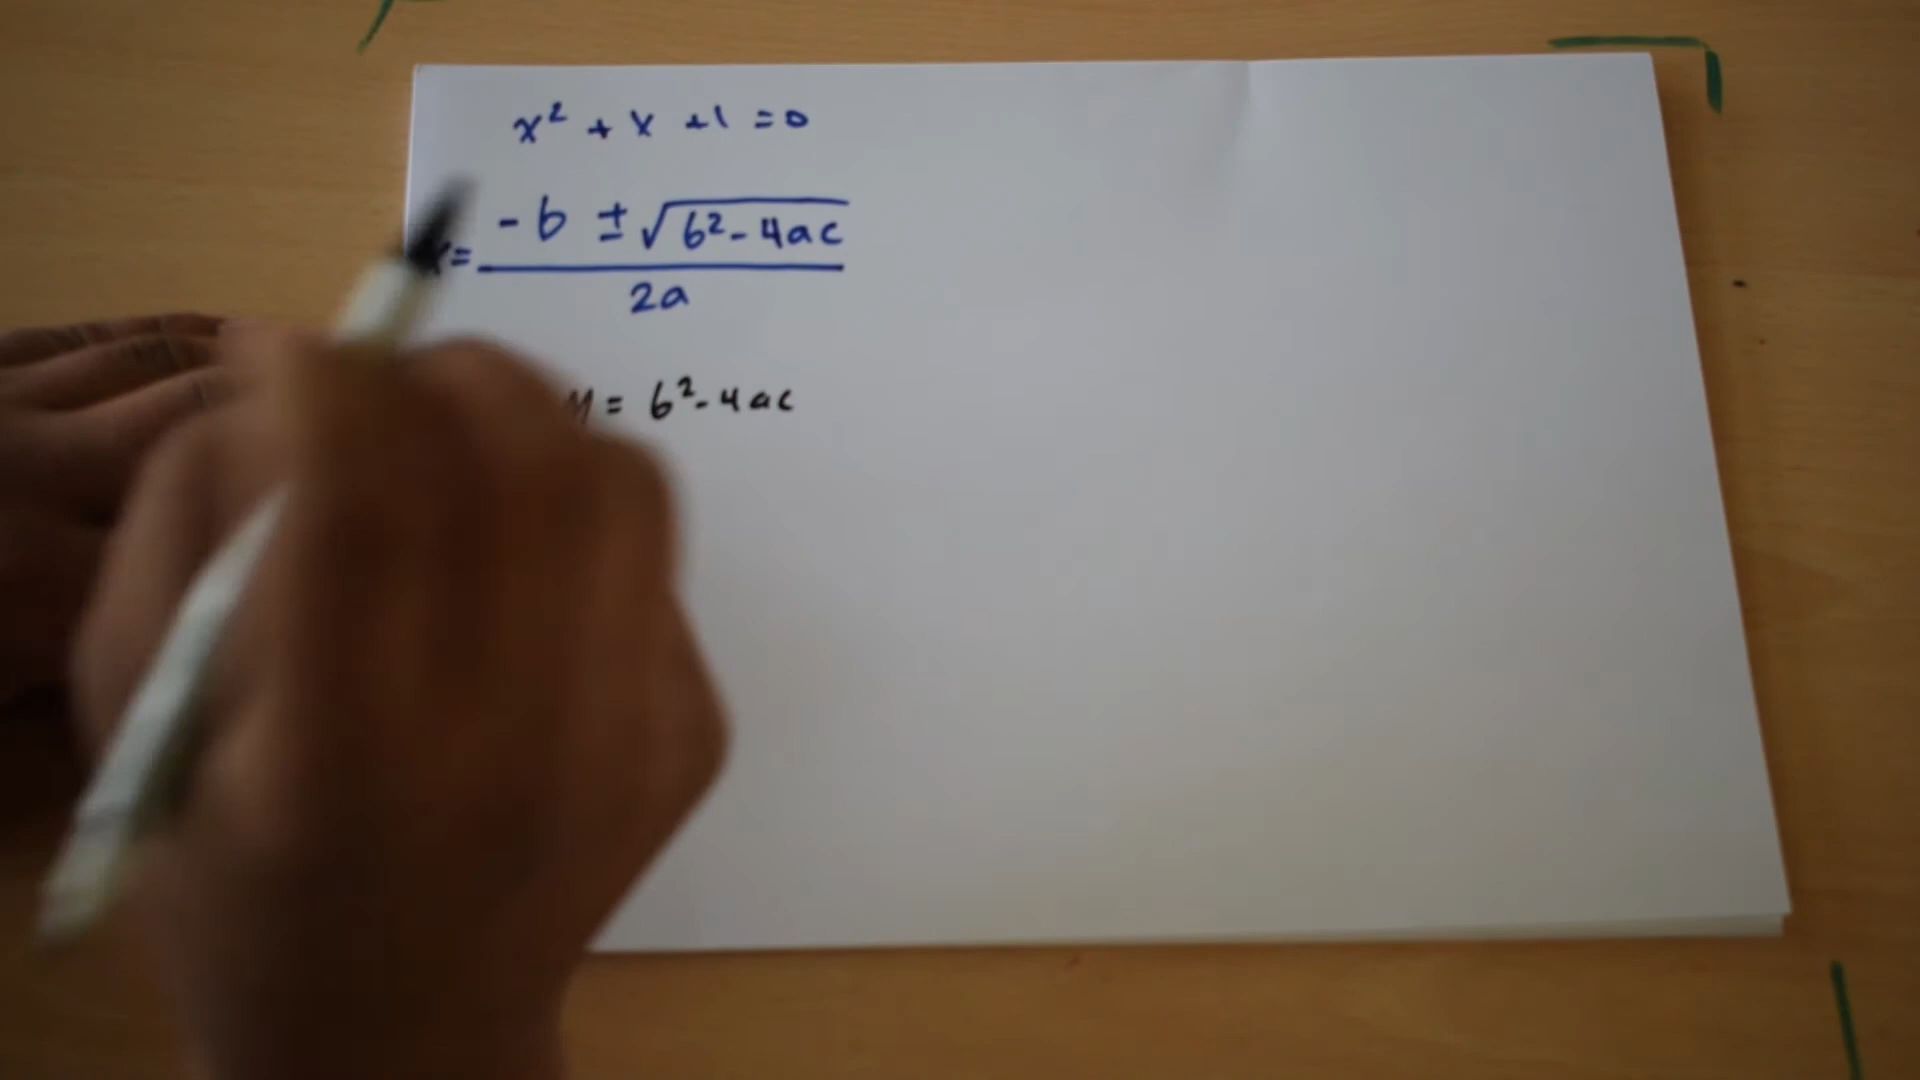 x² + x + 1 = 0
x = -b ± √b² - 4ac
2a
= b² - 4ac